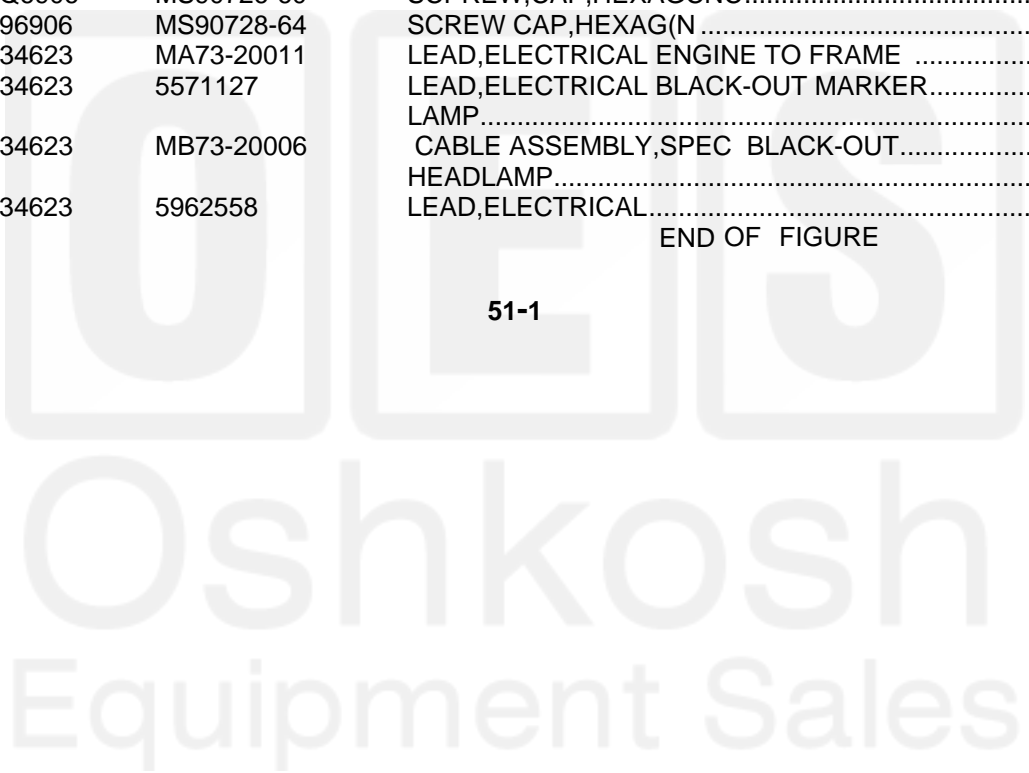 96906 MS90728-64 SCREW CAP,HEXAG(N ........................................
34623 MA73-20011 LEAD,ELECTRICAL ENGINE TO FRAME ................
34623 5571127 LEAD,ELECTRICAL BLACK-OUT MARKER...............
LAMP.....................................................................
34623 MB73-20006 CABLE ASSEMBLY,SPEC BLACK-OUT...................
HEADLAMP...........................................................
34623 5962558 LEAD,ELECTRICAL..............................................
END OF FIGURE
51-1
OES
Oshkosh
Equipment Sales